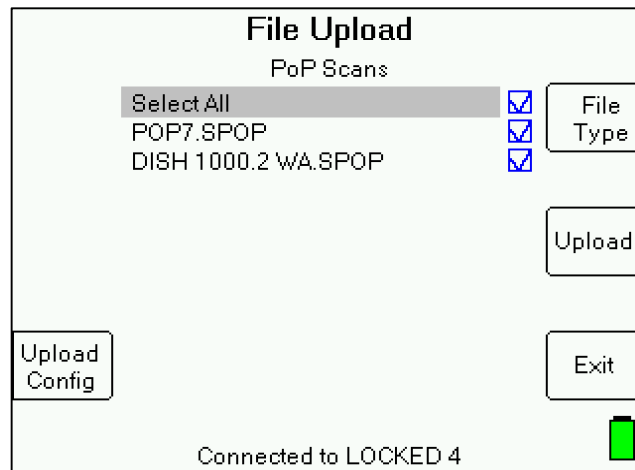 File Upload
PoP Scans
Select All
POP7.SPOP
DISH 1000.2 WA.SPOP
File
Type
Upload
Upload
Config
Exit
Connected to LOCKED 4